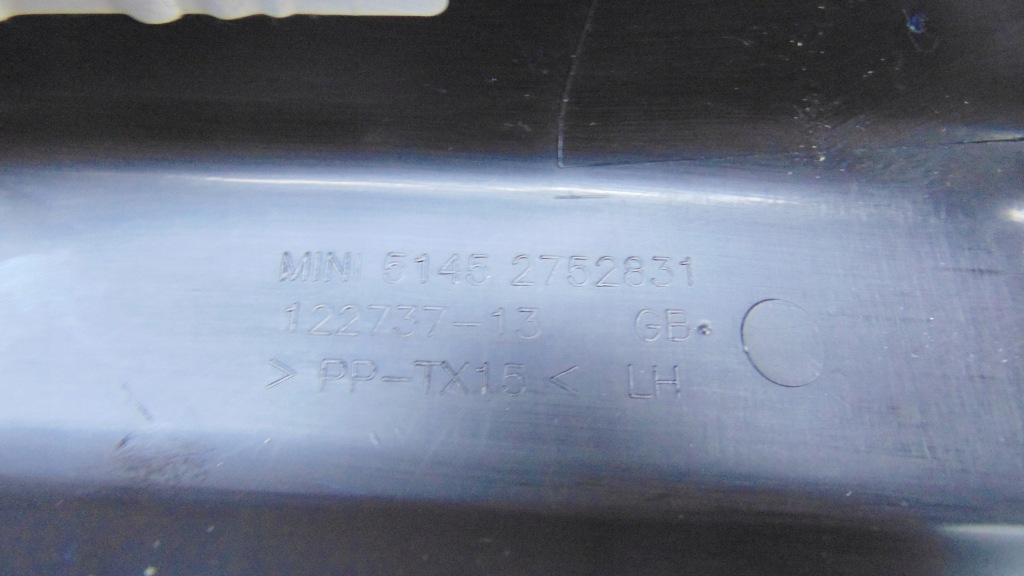 MINI 5145 2752831
122737-13 GB
> PP-TX15 < LH